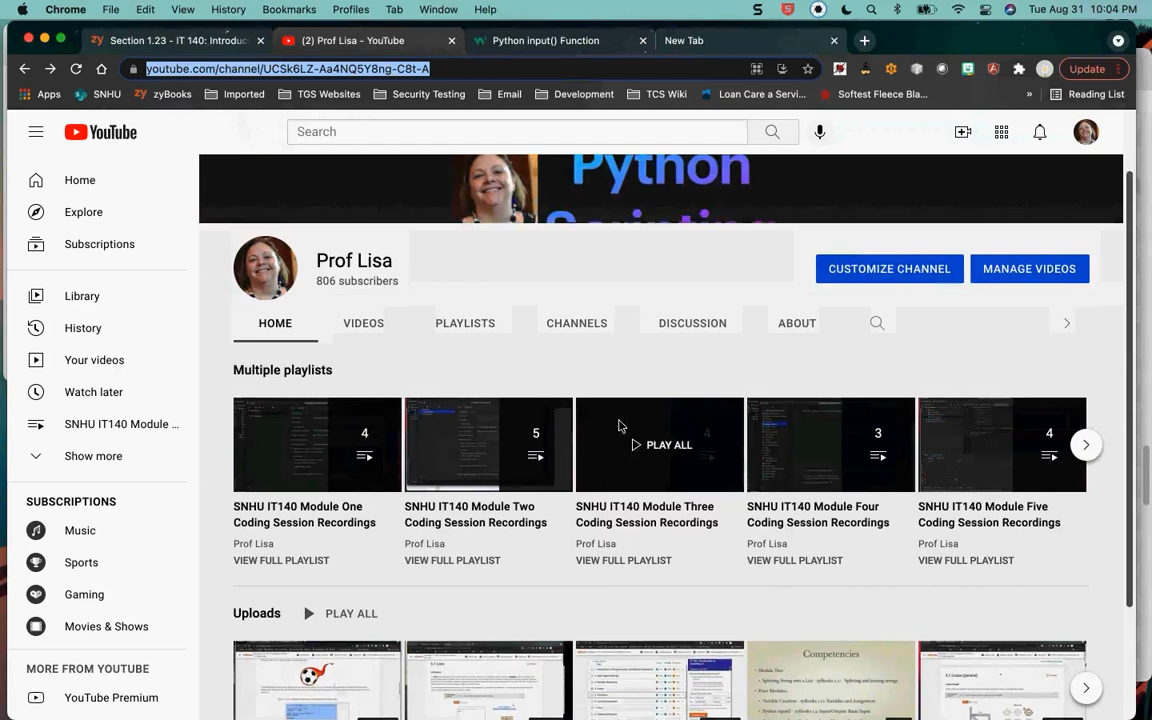 Chrome File Edit View History Bookmarks Profiles Tab Window Help Tue Aug 31 10:04 PM
Section 1.23 - IT 140: Introduc (2) Prof Lisa - YouTube Python input() Function New Tab
youtube.com/channel/UCSk6LZ-Aa4NQ5Y8ng-C8t-A Update
Apps SNHU zyBooks Imported TGS Websites Security Testing Email Development TCS Wiki Loan Care a Servi... Softest Fleece Bla... » Reading List
YouTube Search
Python
Scripting
Home
Explore
Subscriptions
Library
History
Your videos
Watch later
SNHU IT140 Module ...
Show more
SUBSCRIPTIONS
Music
Sports
Gaming
Movies & Shows
MORE FROM YOUTUBE
YouTube Premium
Prof Lisa
806 subscribers
CUSTOMIZE CHANNEL MANAGE VIDEOS
HOME VIDEOS PLAYLISTS CHANNELS DISCUSSION ABOUT
Multiple playlists
4 5 PLAY ALL 4 3 4
SNHU IT140 Module One
Coding Session Recordings
Prof Lisa
VIEW FULL PLAYLIST
SNHU IT140 Module Two
Coding Session Recordings
Prof Lisa
VIEW FULL PLAYLIST
SNHU IT140 Module Three
Coding Session Recordings
Prof Lisa
VIEW FULL PLAYLIST
SNHU IT140 Module Four
Coding Session Recordings
Prof Lisa
VIEW FULL PLAYLIST
SNHU IT140 Module Five
Coding Session Recordings
Prof Lisa
VIEW FULL PLAYLIST
Uploads PLAY ALL
Competencies